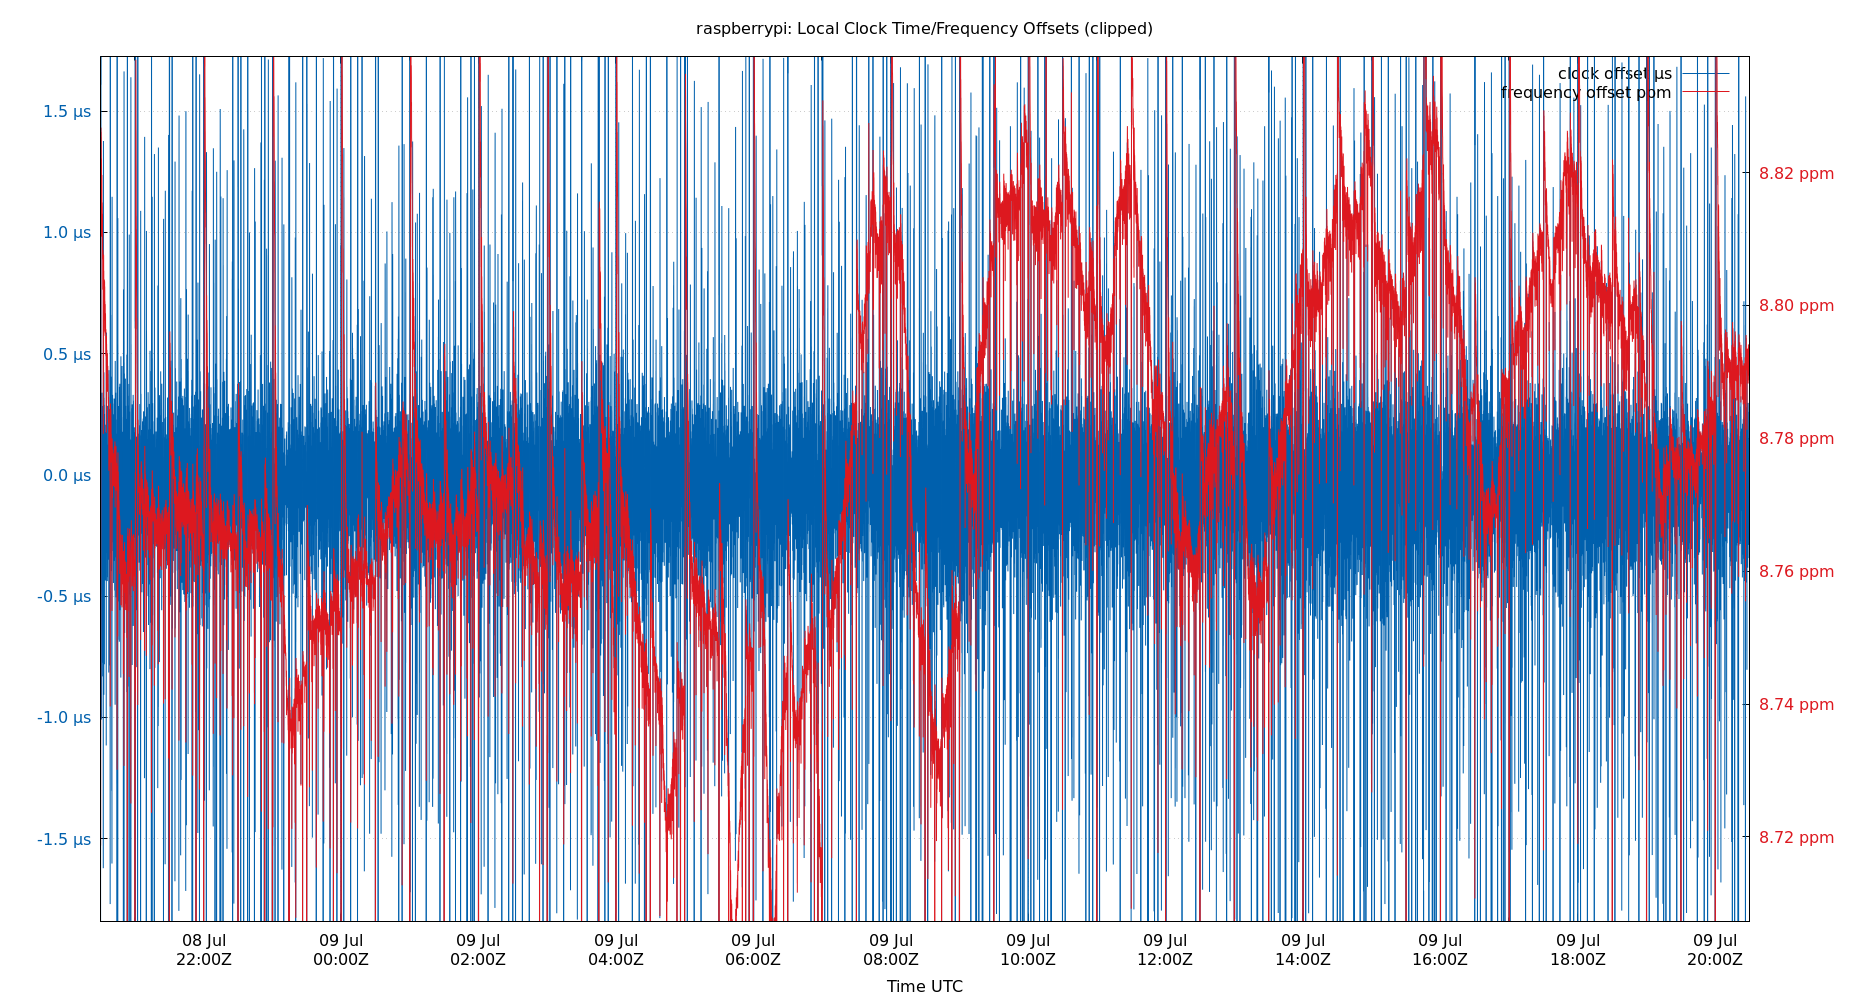 raspberrypi: Local Clock Time/Frequency Offsets (clipped)
clock offset µs
frequency offset ppm
1.5 µs
1.0 µs
0.5 µs
0.0 µs
-0.5 µs
-1.0 µs
-1.5 µs
8.82 ppm
8.80 ppm
8.78 ppm
8.76 ppm
8.74 ppm
8.72 ppm
08 Jul 09 Jul 09 Jul 09 Jul 09 Jul 09 Jul 09 Jul 09 Jul 09 Jul 09 Jul 09 Jul 09 Jul
22:00Z 00:00Z 02:00Z 04:00Z 06:00Z 08:00Z 10:00Z 12:00Z 14:00Z 16:00Z 18:00Z 20:00Z
Time UTC